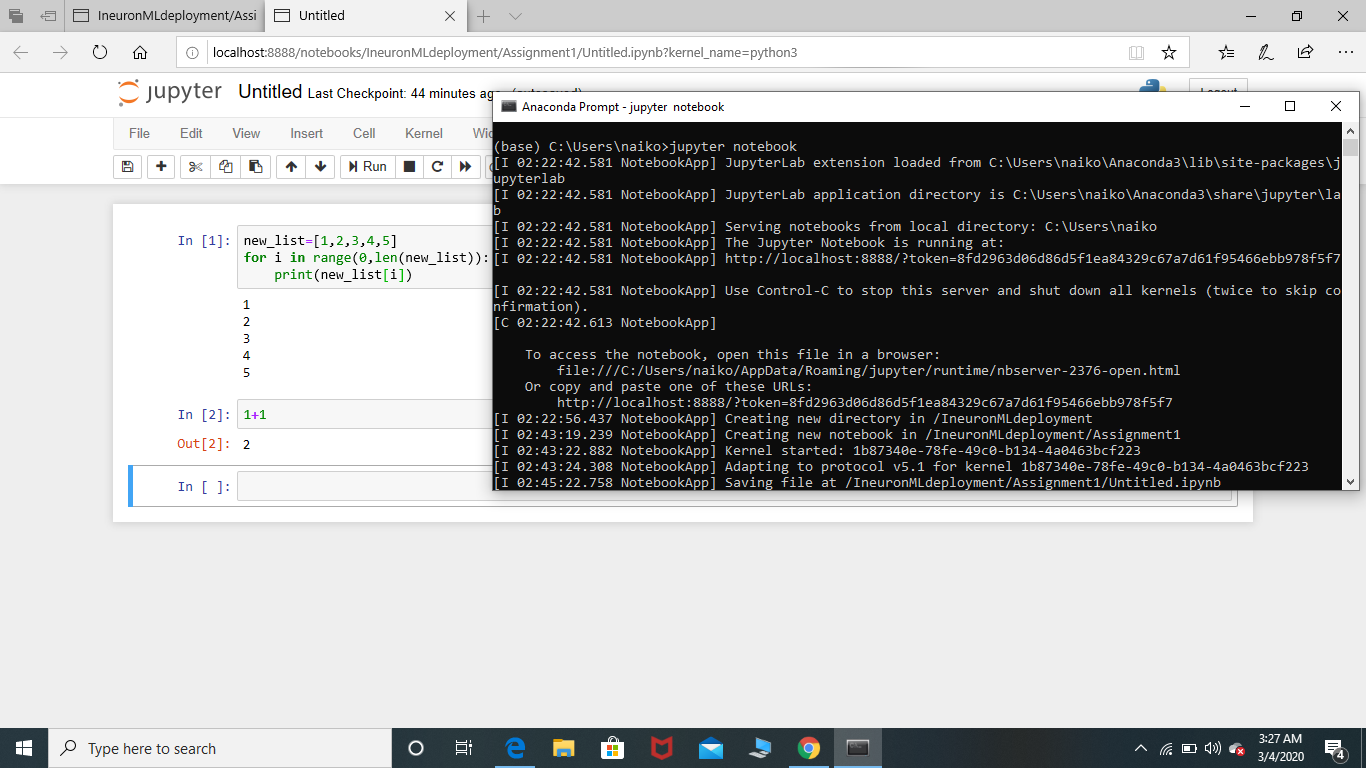 IneuronMLdeployment/Assi
Untitled
localhost:8888/notebooks/IneuronMLdeployment/Assignment1/Untitled.ipynb?kernel_name=python3
jupyter Untitled Last Checkpoint: 44 minutes ago (autosaved)
Logout
File Edit View Insert Cell Kernel Wid
Run
In [1]: new_list=[1,2,3,4,5]
for i in range(0,len(new_list)):
    print(new_list[i])
1
2
3
4
5
In [2]: 1+1
Out[2]: 2
In [ ]:
Anaconda Prompt - jupyter notebook
(base) C:\Users\naiko>jupyter notebook
[I 02:22:42.581 NotebookApp] JupyterLab extension loaded from C:\Users\naiko\Anaconda3\lib\site-packages\j
upyterlab
[I 02:22:42.581 NotebookApp] JupyterLab application directory is C:\Users\naiko\Anaconda3\share\jupyter\la
b
[I 02:22:42.581 NotebookApp] Serving notebooks from local directory: C:\Users\naiko
[I 02:22:42.581 NotebookApp] The Jupyter Notebook is running at:
[I 02:22:42.581 NotebookApp] http://localhost:8888/?token=8fd2963d06d86d5f1ea84329c67a7d61f95466ebb978f5f7
[I 02:22:42.581 NotebookApp] Use Control-C to stop this server and shut down all kernels (twice to skip co
nfirmation).
[C 02:22:42.613 NotebookApp]
To access the notebook, open this file in a browser:
file:///C:/Users/naiko/AppData/Roaming/jupyter/runtime/nbserver-2376-open.html
Or copy and paste one of these URLs:
http://localhost:8888/?token=8fd2963d06d86d5f1ea84329c67a7d61f95466ebb978f5f7
[I 02:22:56.437 NotebookApp] Creating new directory in /IneuronMLdeployment
[I 02:43:19.239 NotebookApp] Creating new notebook in /IneuronMLdeployment/Assignment1
[I 02:43:22.882 NotebookApp] Kernel started: 1b87340e-78fe-49c0-b134-4a0463bcf223
[I 02:43:24.308 NotebookApp] Adapting to protocol v5.1 for kernel 1b87340e-78fe-49c0-b134-4a0463bcf223
[I 02:45:22.758 NotebookApp] Saving file at /IneuronMLdeployment/Assignment1/Untitled.ipynb
Type here to search
3:27 AM
3/4/2020
4